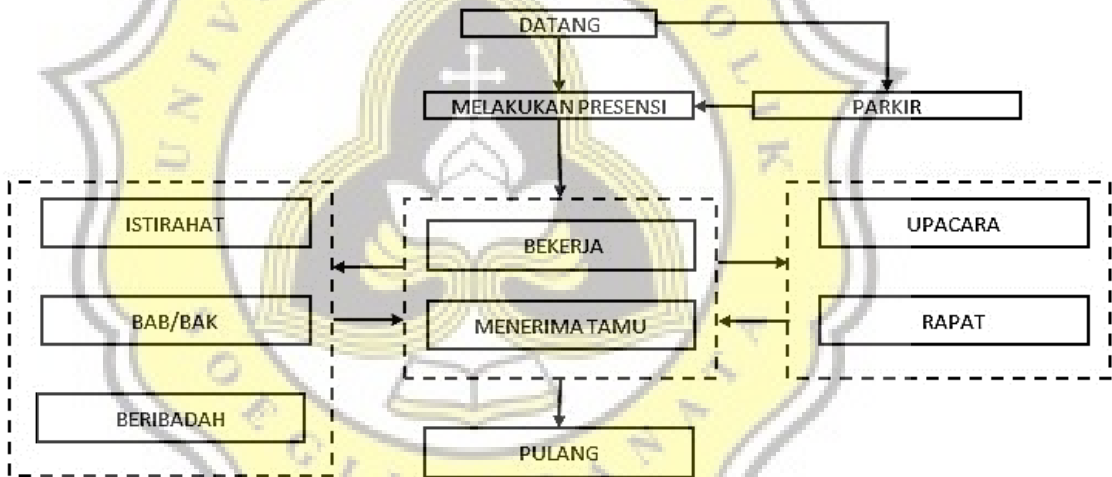 DATANG
MELAKUKAN PRESENSI
PARKIR
ISTIRAHAT
BEKERJA
UPACARA
BAB/BAK
MENERIMA TAMU
RAPAT
BERIBADAH
PULANG